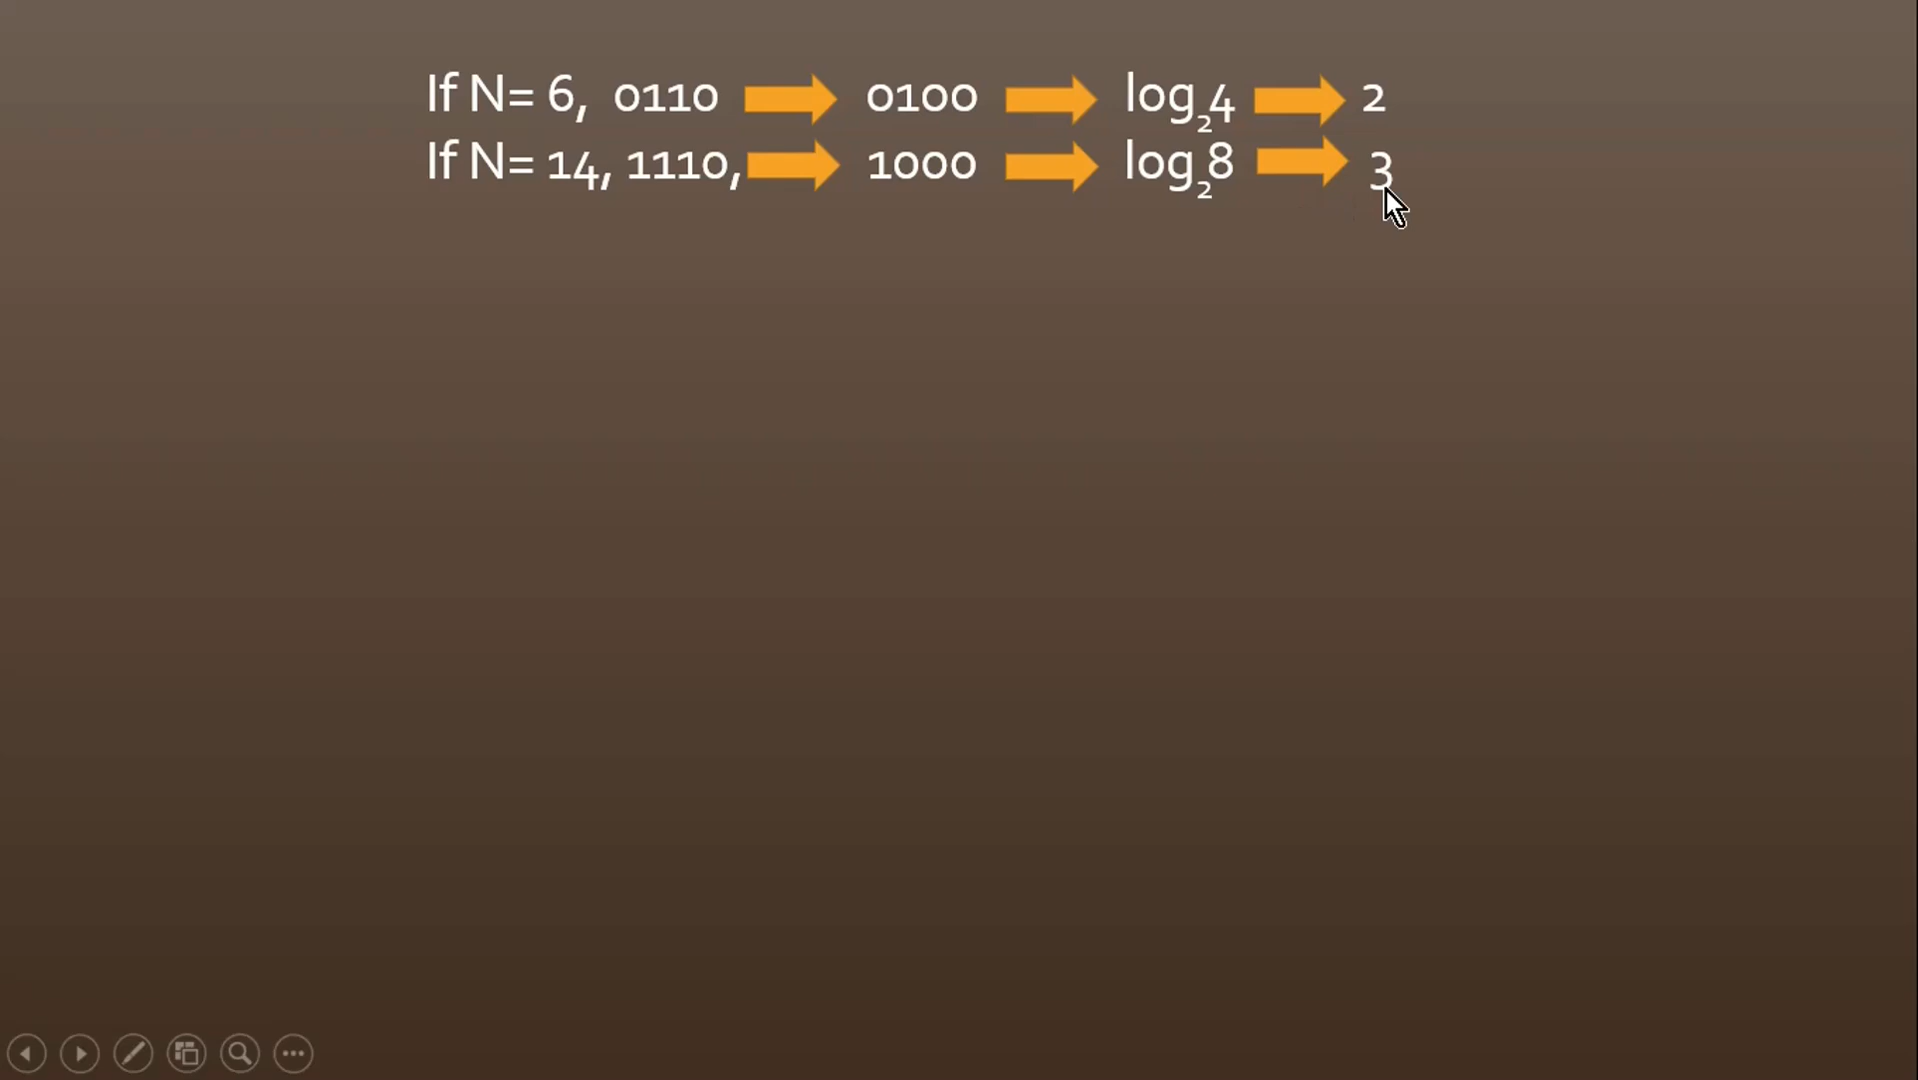 If N= 6, 0110 0100 log₂4 2
If N= 14, 1110, 1000 log₂8 3